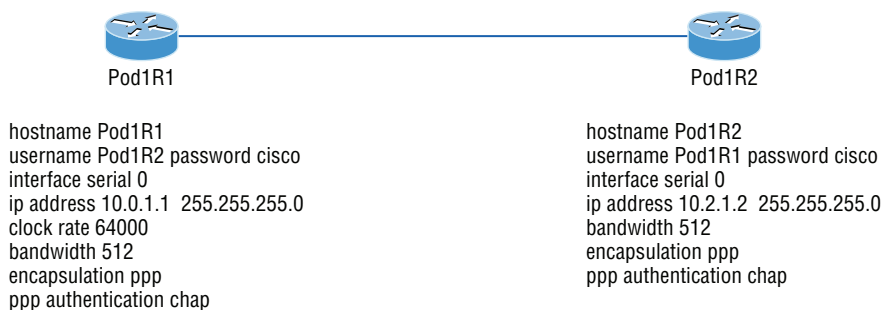 Pod1R1
Pod1R2
hostname Pod1R1
username Pod1R2 password cisco
interface serial 0
ip address 10.0.1.1 255.255.255.0
clock rate 64000
bandwidth 512
encapsulation ppp
ppp authentication chap
hostname Pod1R2
username Pod1R1 password cisco
interface serial 0
ip address 10.2.1.2 255.255.255.0
bandwidth 512
encapsulation ppp
ppp authentication chap